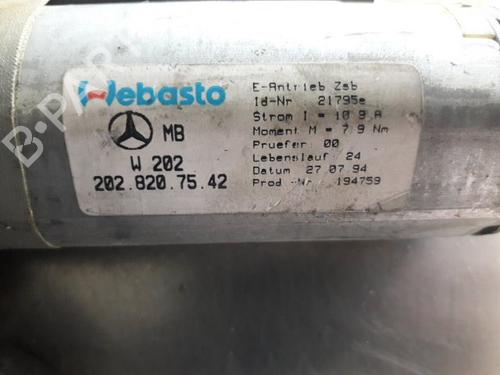 Webasto
MB
W 202
202.820.75.42
E-Antrieb Zsb
Id-Nr 21795e
Strom I = 10.9 A
Moment M = 7.9 Nm
Pruefer: 00
Lebenslauf: 24
Datum 27.07.94
Prod-Nr. 194759